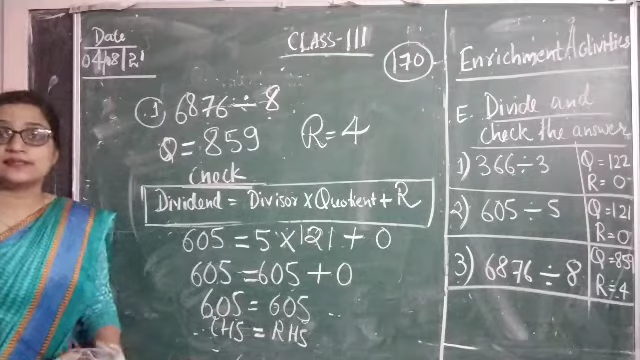 Date
04/08/21
CLASS-III
170
3) 6876 ÷ 8
Q = 859 R = 4
Check
Dividend = Divisor × Quotient + R
605 = 5 × 121 + 0
605 = 605 + 0
605 = 605
LHS = RHS
Enrichment Activities
E. Divide and
check the answer
1) 366 ÷ 3 Q = 122
R = 0
2) 605 ÷ 5 Q = 121
R = 0
3) 6876 ÷ 8 Q = 859
R = 4